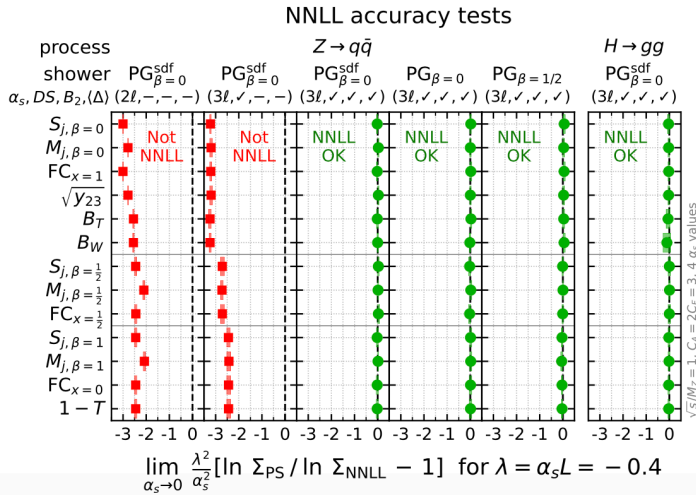 NNLL accuracy tests
process Z → qq̄ H → gg
shower PG^sdf_β=0 PG^sdf_β=0 PG^sdf_β=0 PG_β=0 PG_β=1/2 PG^sdf_β=0
α_s, DS, B_2, ⟨Δ⟩ (2ℓ,−,−,−) (3ℓ,✓,−,−) (3ℓ,✓,✓,✓) (3ℓ,✓,✓,✓) (3ℓ,✓,✓,✓) (3ℓ,✓,✓,✓)
Not Not NNLL NNLL NNLL NNLL
NNLL NNLL OK OK OK OK
S_j,β=0
M_j,β=0
FC_x=1
√y_23
B_T
B_W
S_j,β=1/2
M_j,β=1/2
FC_x=1/2
S_j,β=1
M_j,β=1
FC_x=0
1 − T
-3 -2 -1 0 -3 -2 -1 0 -3 -2 -1 0 -3 -2 -1 0 -3 -2 -1 0 -3 -2 -1 0
lim_α_s→0 λ²/α_s² [ln Σ_PS / ln Σ_NNLL − 1] for λ = α_s L = −0.4
√s/M_Z = 1, C_A = 2C_F = 3, 4 α_s values